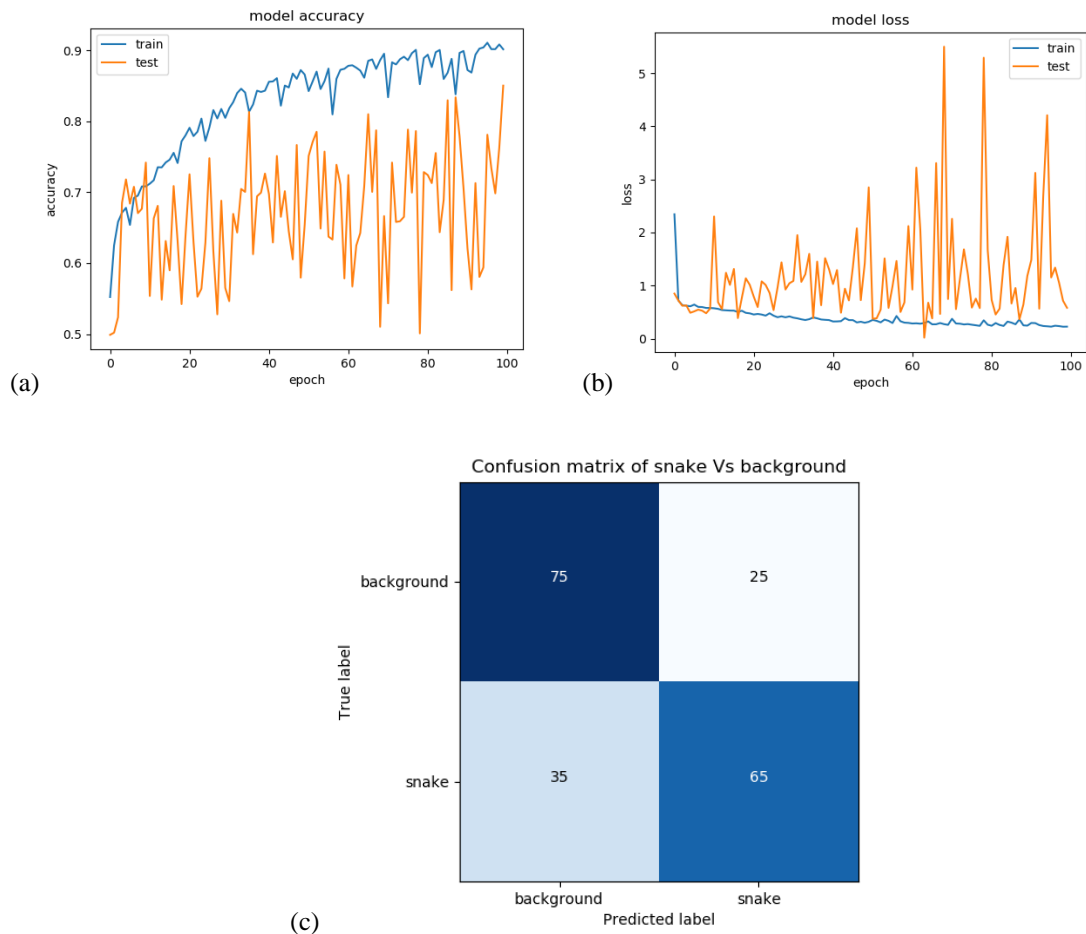 model accuracy
train
test
0.9
0.8
0.7
0.6
0.5
accuracy
0 20 40 60 80 100
epoch
(a)
model loss
train
test
5
4
3
2
1
0
loss
0 20 40 60 80 100
epoch
(b)
Confusion matrix of snake Vs background
background 75 25
True label
snake 35 65
background snake
Predicted label
(c)